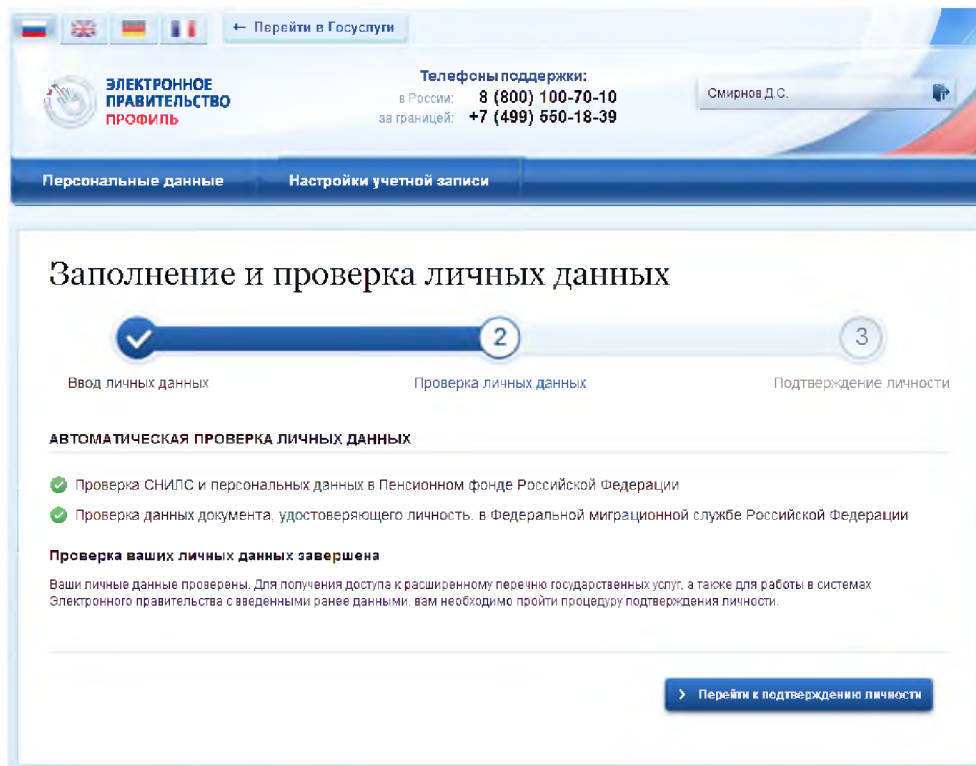 ← Перейти в Госуслуги
ЭЛЕКТРОННОЕ
ПРАВИТЕЛЬСТВО
ПРОФИЛЬ
Телефоны поддержки:
в России: 8 (800) 100-70-10
за границей: +7 (499) 550-18-39
Смирнов Д.С.
Персональные данные Настройки учетной записи
Заполнение и проверка личных данных
2 3
Ввод личных данных Проверка личных данных Подтверждение личности
АВТОМАТИЧЕСКАЯ ПРОВЕРКА ЛИЧНЫХ ДАННЫХ
Проверка СНИЛС и персональных данных в Пенсионном фонде Российской Федерации
Проверка данных документа, удостоверяющего личность, в Федеральной миграционной службе Российской Федерации
Проверка ваших личных данных завершена
Ваши личные данные проверены. Для получения доступа к расширенному перечню государственных услуг, а также для работы в системах
Электронного правительства с введенными ранее данными, вам необходимо пройти процедуру подтверждения личности.
> Перейти к подтверждению личности